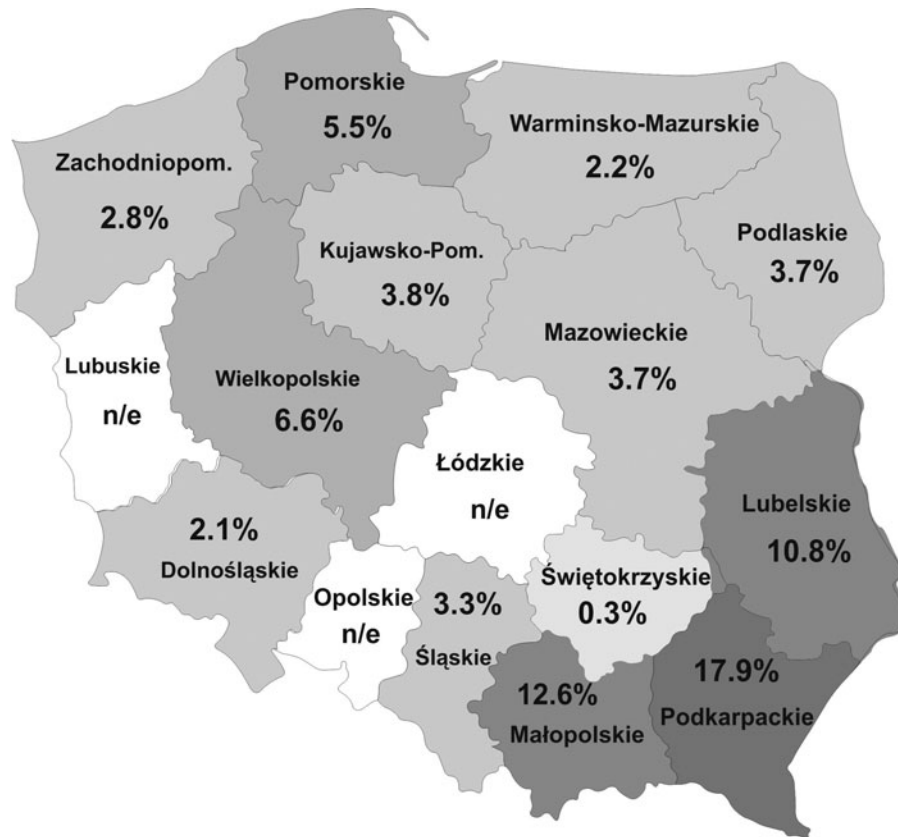 Pomorskie
5.5%
Warminsko-Mazurskie
2.2%
Zachodniopom.
2.8%
Kujawsko-Pom.
3.8%
Podlaskie
3.7%
Mazowieckie
3.7%
Lubuskie
n/e
Wielkopolskie
6.6%
Łódzkie
n/e
Lubelskie
10.8%
2.1%
Dolnośląskie
Opolskie
n/e
3.3%
Śląskie
Świętokrzyskie
0.3%
12.6%
Małopolskie
17.9%
Podkarpackie